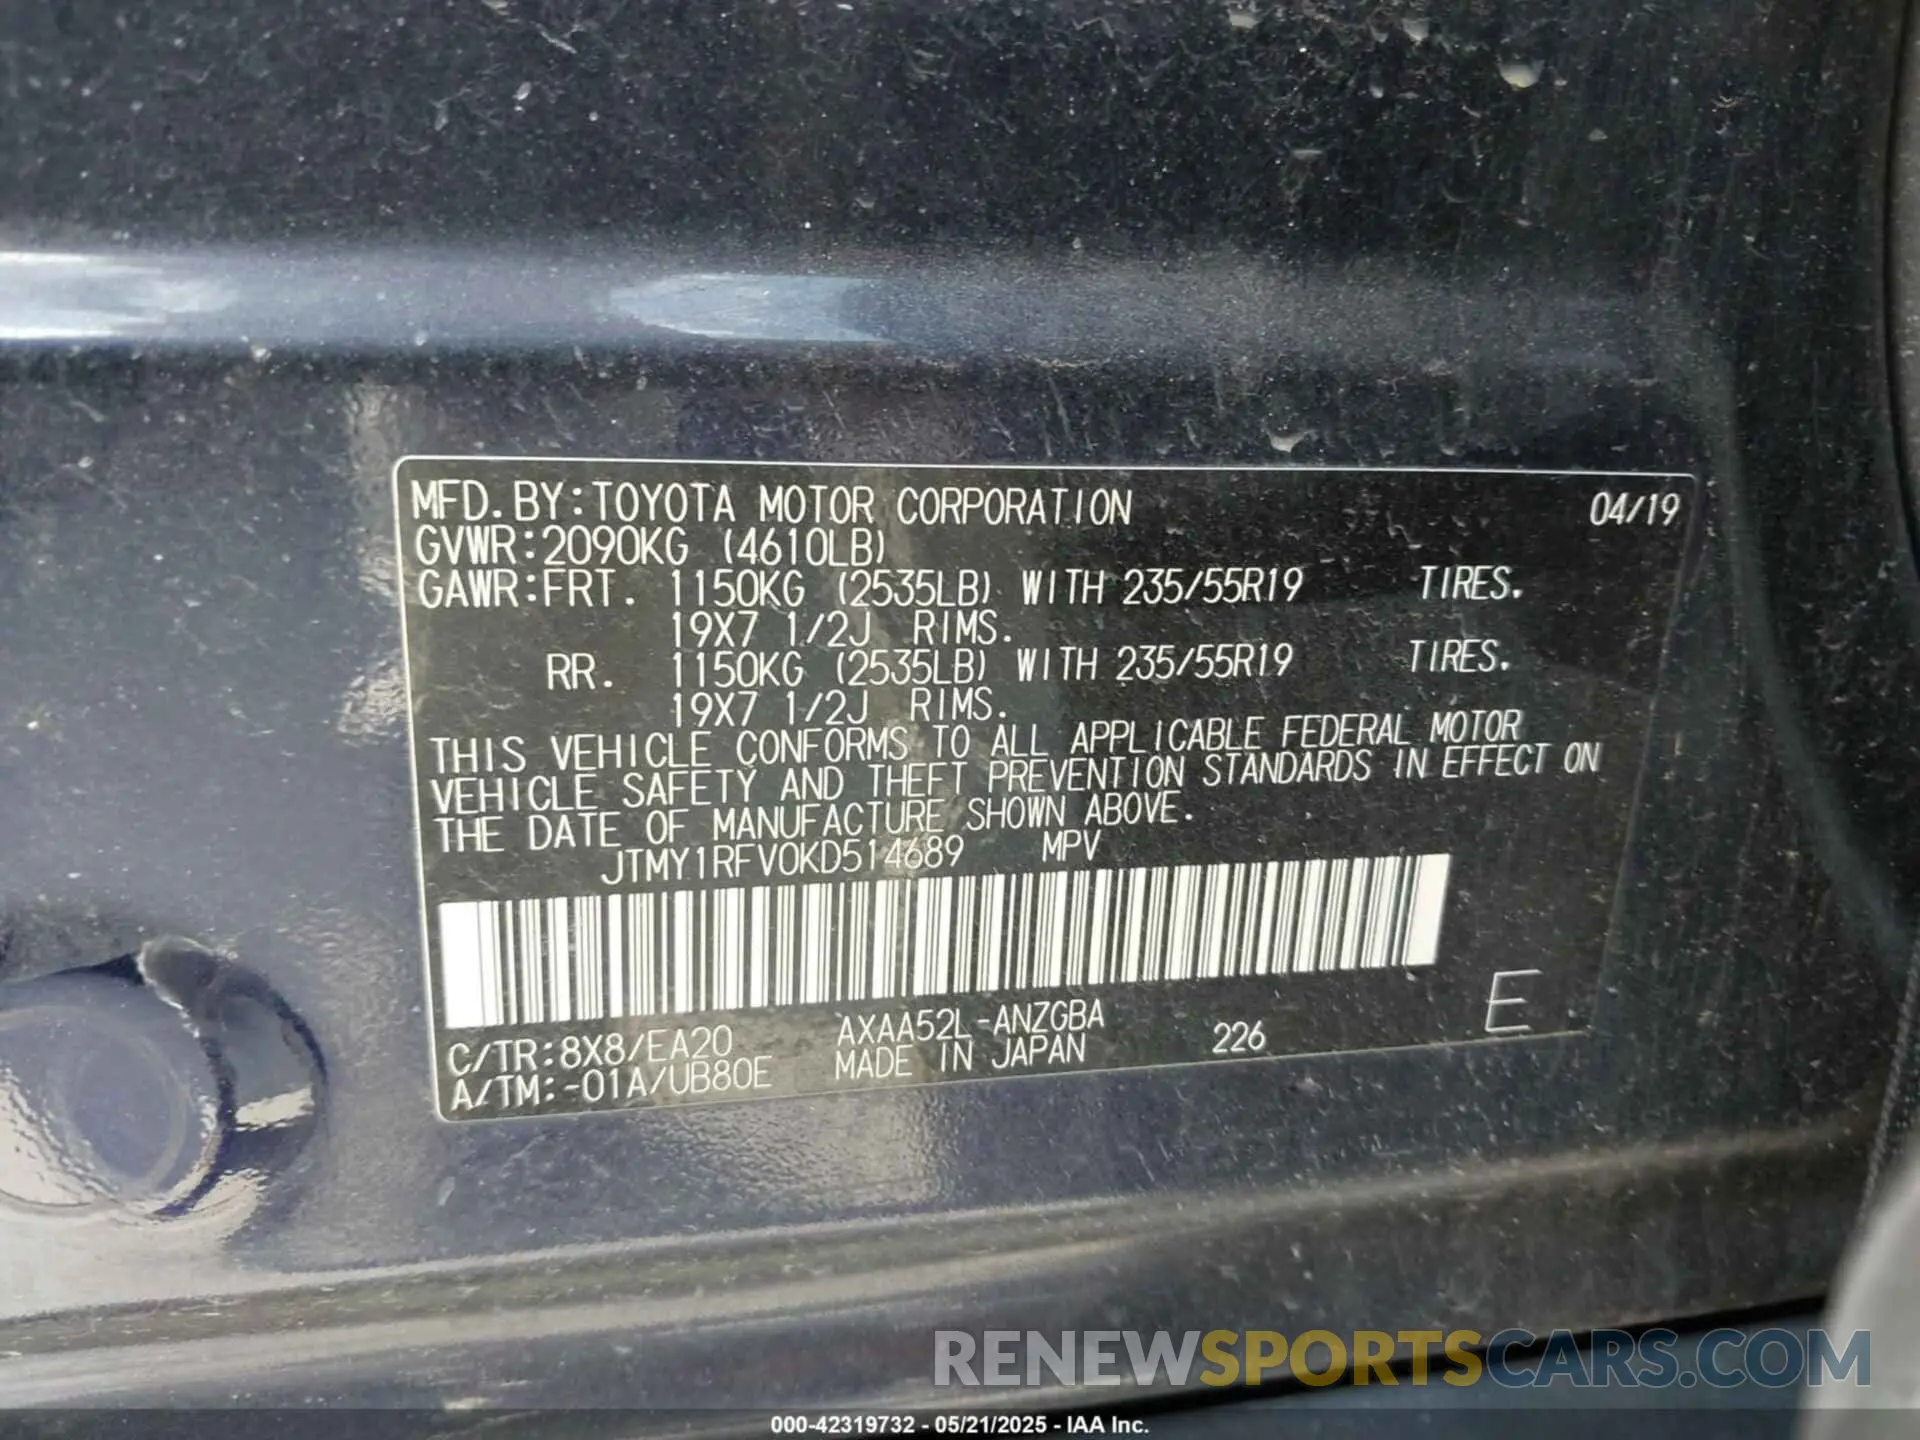 MFD.BY:TOYOTA MOTOR CORPORATION 04/19
GVWR:2090KG (4610LB)
GAWR:FRT. 1150KG (2535LB) WITH 235/55R19 TIRES.
19X7 1/2J RIMS.
RR. 1150KG (2535LB) WITH 235/55R19 TIRES.
19X7 1/2J RIMS.
THIS VEHICLE CONFORMS TO ALL APPLICABLE FEDERAL MOTOR
VEHICLE SAFETY AND THEFT PREVENTION STANDARDS IN EFFECT ON
THE DATE OF MANUFACTURE SHOWN ABOVE.
JTMY1RFV0KD514689 MPV
E
C/TR:8X8/EA20 AXAA52L-ANZGBA 226
A/TM:-01A/UB80E MADE IN JAPAN
RENEWSPORTSCARS.COM
000-42319732 - 05/21/2025 - IAA Inc.